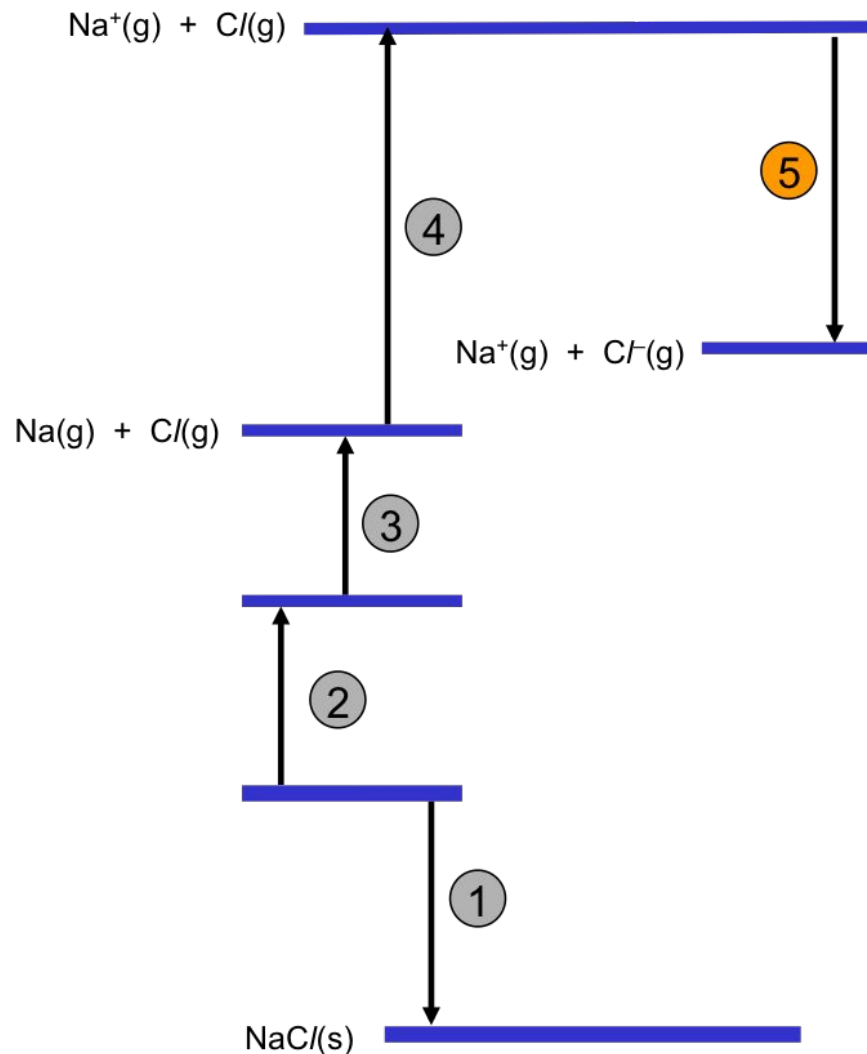 Na⁺(g) + Cl(g)
5
4
Na⁺(g) + Cl⁻(g)
Na(g) + Cl(g)
3
2
1
NaCl(s)